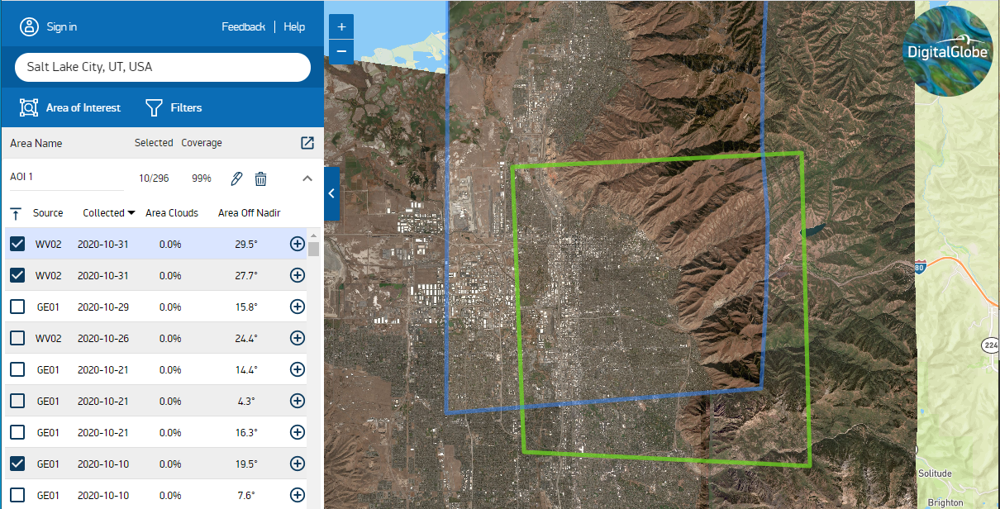 Sign in
Feedback | Help
Salt Lake City, UT, USA
Area of Interest Filters
Area Name Selected Coverage
AOI 1 10/296 99%
Source Collected Area Clouds Area Off Nadir
WV02 2020-10-31 0.0% 29.5°
WV02 2020-10-31 0.0% 27.7°
GE01 2020-10-29 0.0% 15.8°
WV02 2020-10-26 0.0% 24.4°
GE01 2020-10-21 0.0% 14.4°
GE01 2020-10-21 0.0% 4.3°
GE01 2020-10-21 0.0% 16.3°
GE01 2020-10-10 0.0% 19.5°
GE01 2020-10-10 0.0% 7.6°
+
−
DigitalGlobe
80
224
Solitude
Brighton